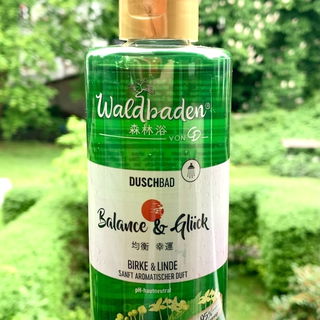 Waldbaden®
森林浴
VON
DUSCHBAD
Balance & Glück
均衡 幸運
BIRKE & LINDE
SANFT AROMATISCHER DUFT
pH-hautneutral
95%